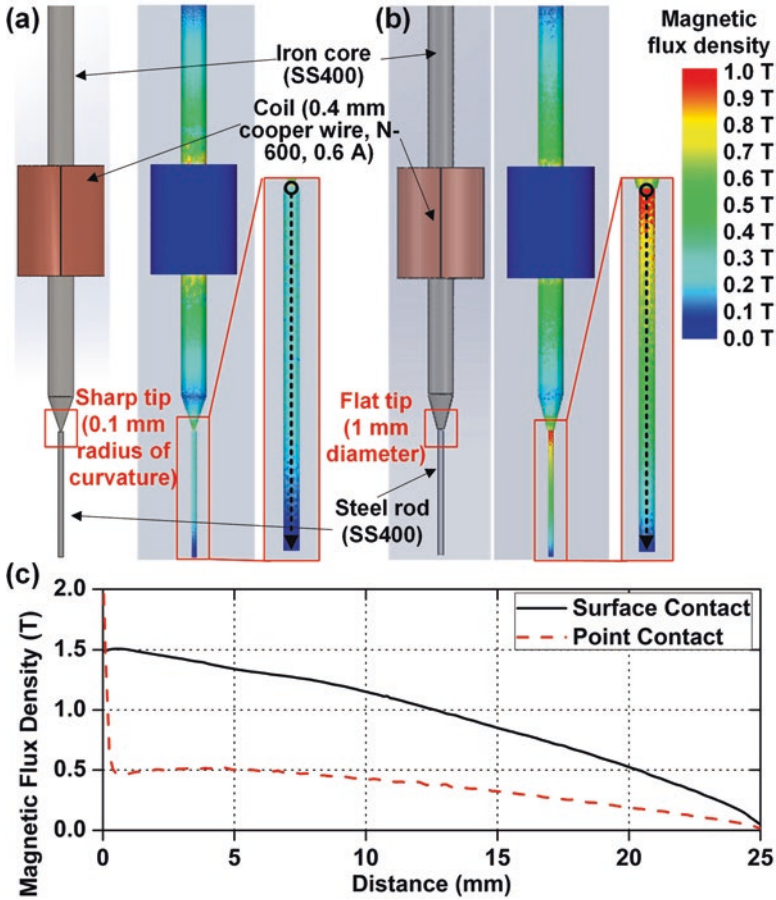 (a)
Iron core
(SS400)
Coil (0.4 mm
cooper wire, N-
600, 0.6 A)
Sharp tip
(0.1 mm
radius of
curvature)
(b)
Flat tip
(1 mm
diameter)
Steel rod
(SS400)
Magnetic
flux density
1.0 T
0.9 T
0.8 T
0.7 T
0.6 T
0.5 T
0.4 T
0.3 T
0.2 T
0.1 T
0.0 T
(c)
Magnetic Flux Density (T)
2.0
1.5
1.0
0.5
0.0
Surface Contact
Point Contact
0 5 10 15 20 25
Distance (mm)